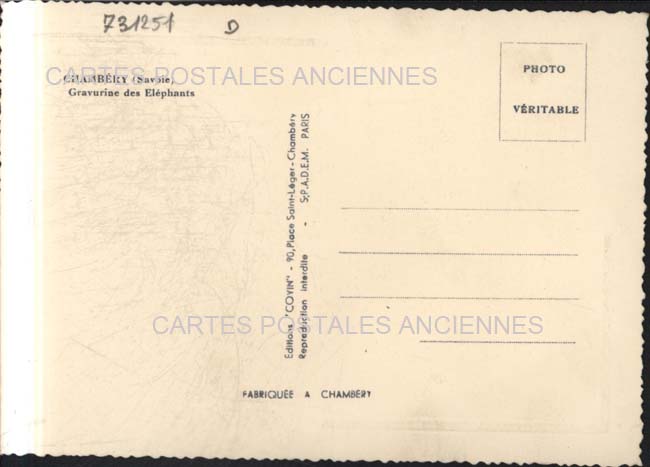 731251 D
CHAMBÉRY (Savoie)
Gravurine des Eléphants
CARTES POSTALES ANCIENNES
PHOTO
VÉRITABLE
Editions "COYIN" - 90, Place Saint-Léger - Chambéry
Reproduction interdite - S.P.A.D.E.M. PARIS
CARTES POSTALES ANCIENNES
FABRIQUÉE A CHAMBÉRY